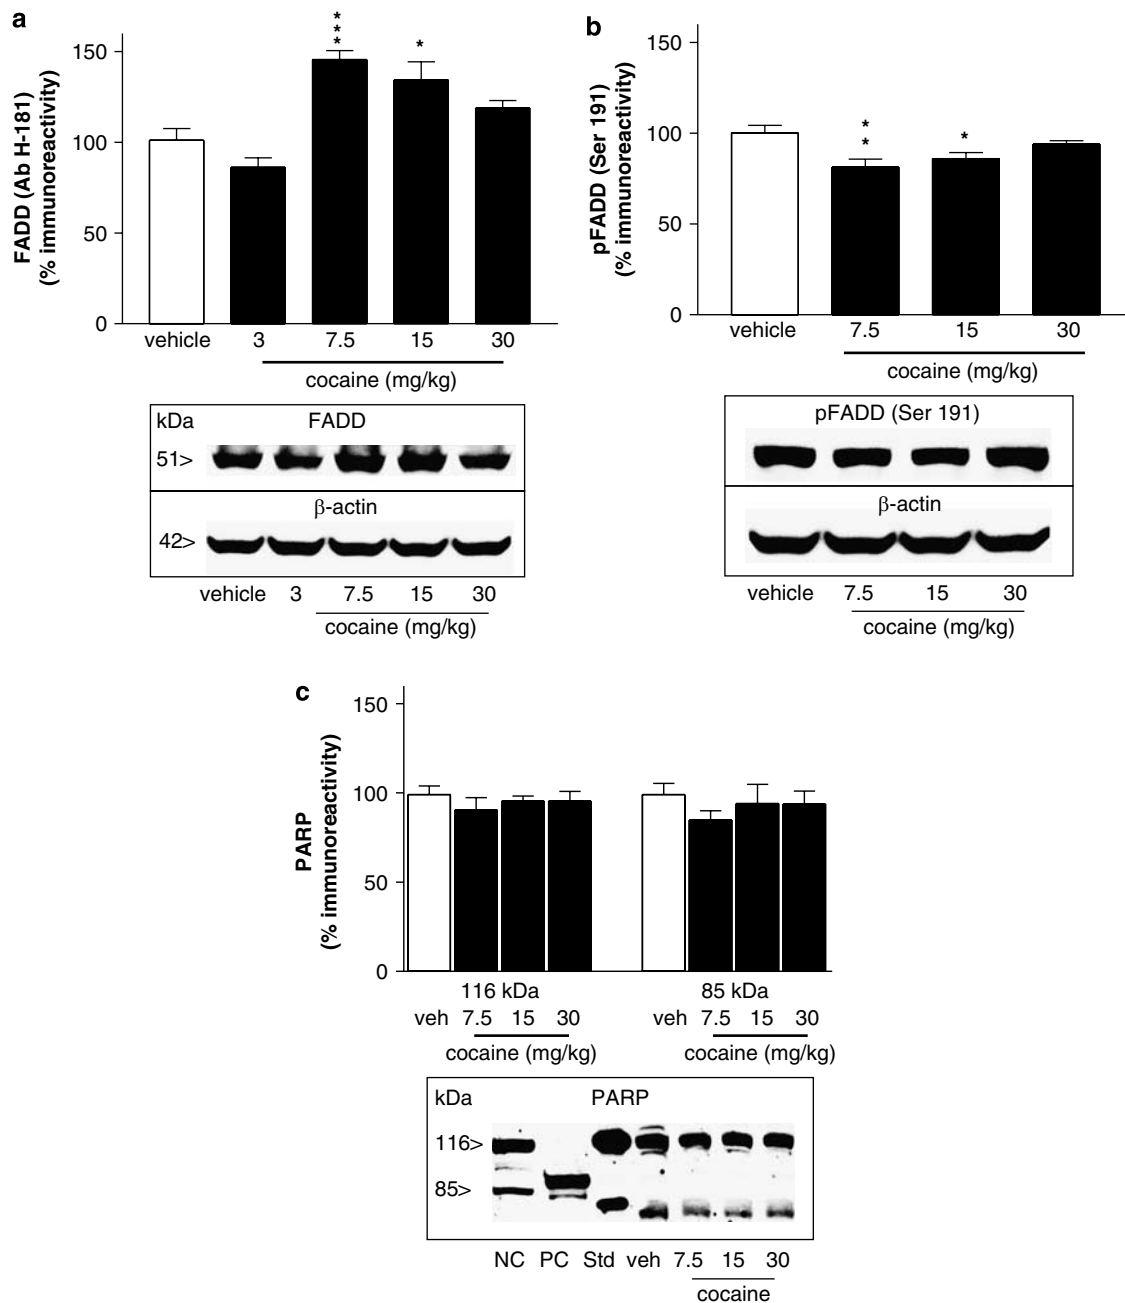 a
FADD (Ab H-181)
(% immunoreactivity)
150
100
50
0
***
*
vehicle 3 7.5 15 30
cocaine (mg/kg)
kDa FADD
51>
β-actin
42>
vehicle 3 7.5 15 30
cocaine (mg/kg)
b
pFADD (Ser 191)
(% immunoreactivity)
150
100
50
0
**
*
vehicle 7.5 15 30
cocaine (mg/kg)
pFADD (Ser 191)
β-actin
vehicle 7.5 15 30
cocaine (mg/kg)
c
PARP
(% immunoreactivity)
150
100
50
0
116 kDa 85 kDa
veh 7.5 15 30 veh 7.5 15 30
cocaine (mg/kg) cocaine (mg/kg)
kDa PARP
116>
85>
NC PC Std veh 7.5 15 30
cocaine